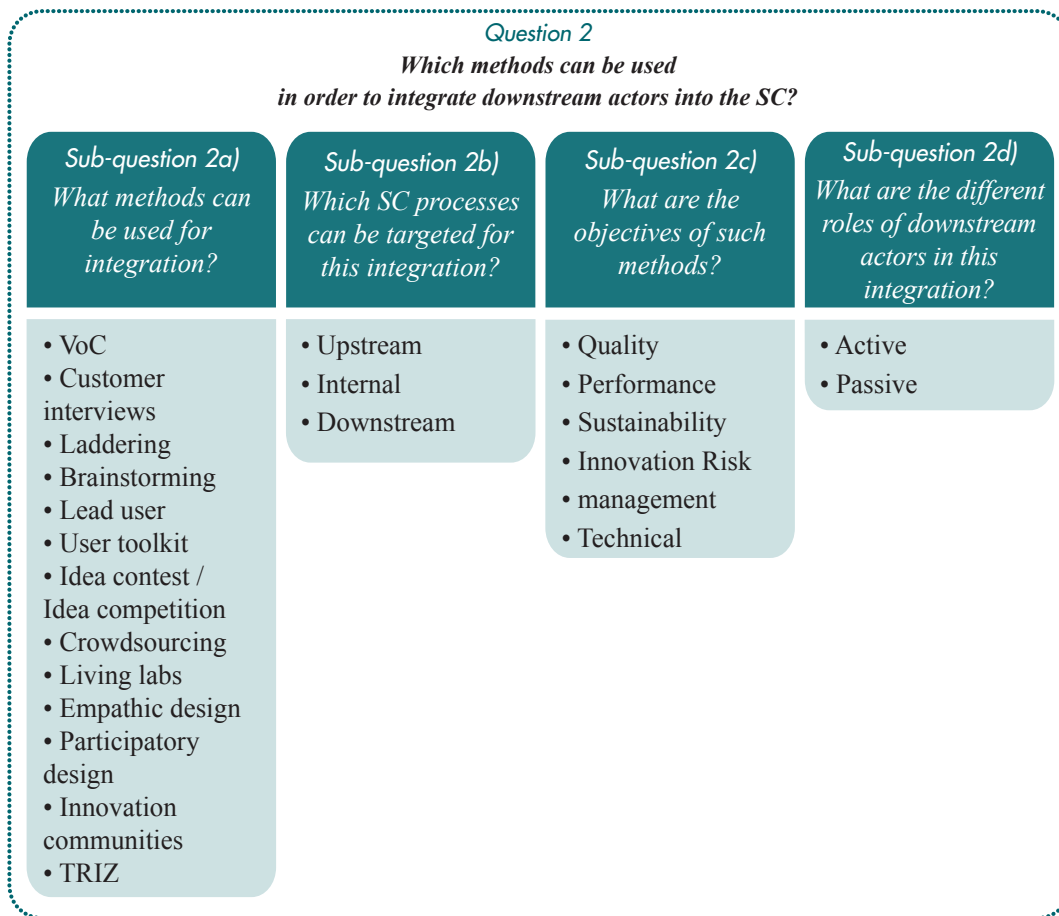 Question 2
Which methods can be used
in order to integrate downstream actors into the SC?
Sub-question 2a)
What methods can
be used for
integration?
• VoC
• Customer
interviews
• Laddering
• Brainstorming
• Lead user
• User toolkit
• Idea contest /
Idea competition
• Crowdsourcing
• Living labs
• Empathic design
• Participatory
design
• Innovation
communities
• TRIZ
Sub-question 2b)
Which SC processes
can be targeted for
this integration?
• Upstream
• Internal
• Downstream
Sub-question 2c)
What are the
objectives of such
methods?
• Quality
• Performance
• Sustainability
• Innovation Risk
• management
• Technical
Sub-question 2d)
What are the different
roles of downstream
actors in this
integration?
• Active
• Passive